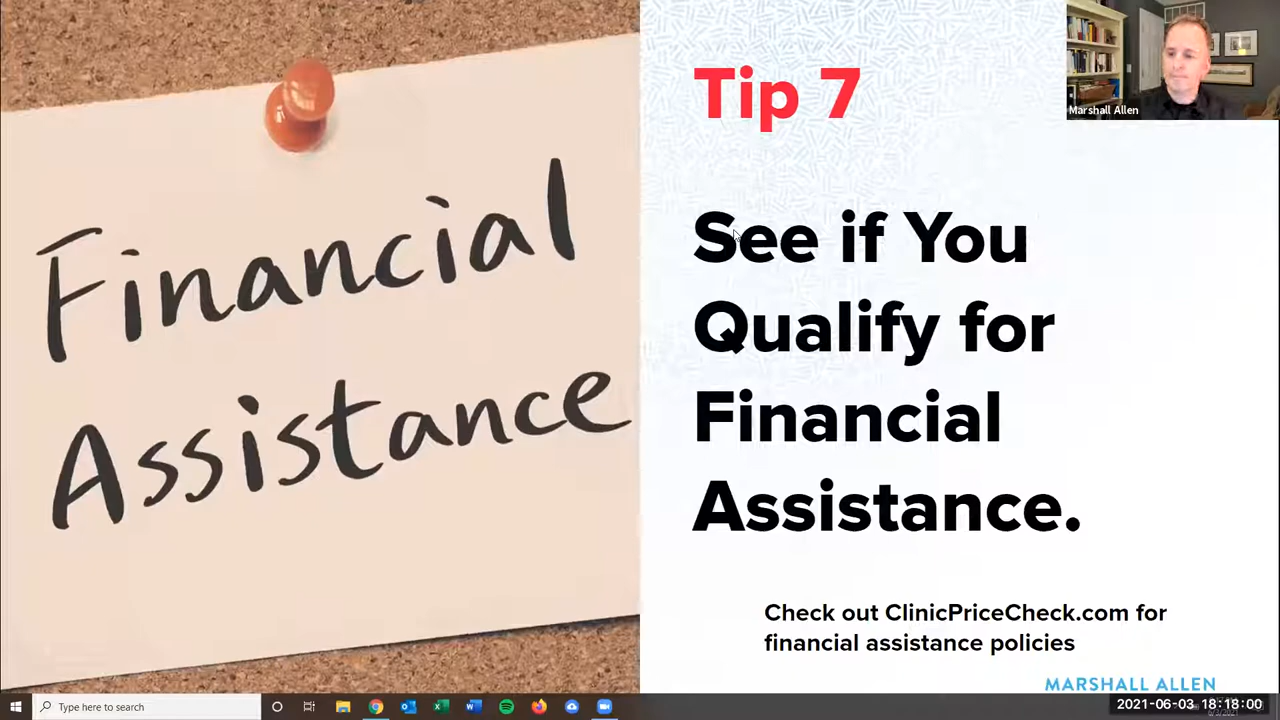 Financial
Assistance
Tip 7
Marshall Allen
See if You
Qualify for
Financial
Assistance.
Check out ClinicPriceCheck.com for
financial assistance policies
MARSHALL ALLEN
Type here to search
2021-06-03 18:18:00